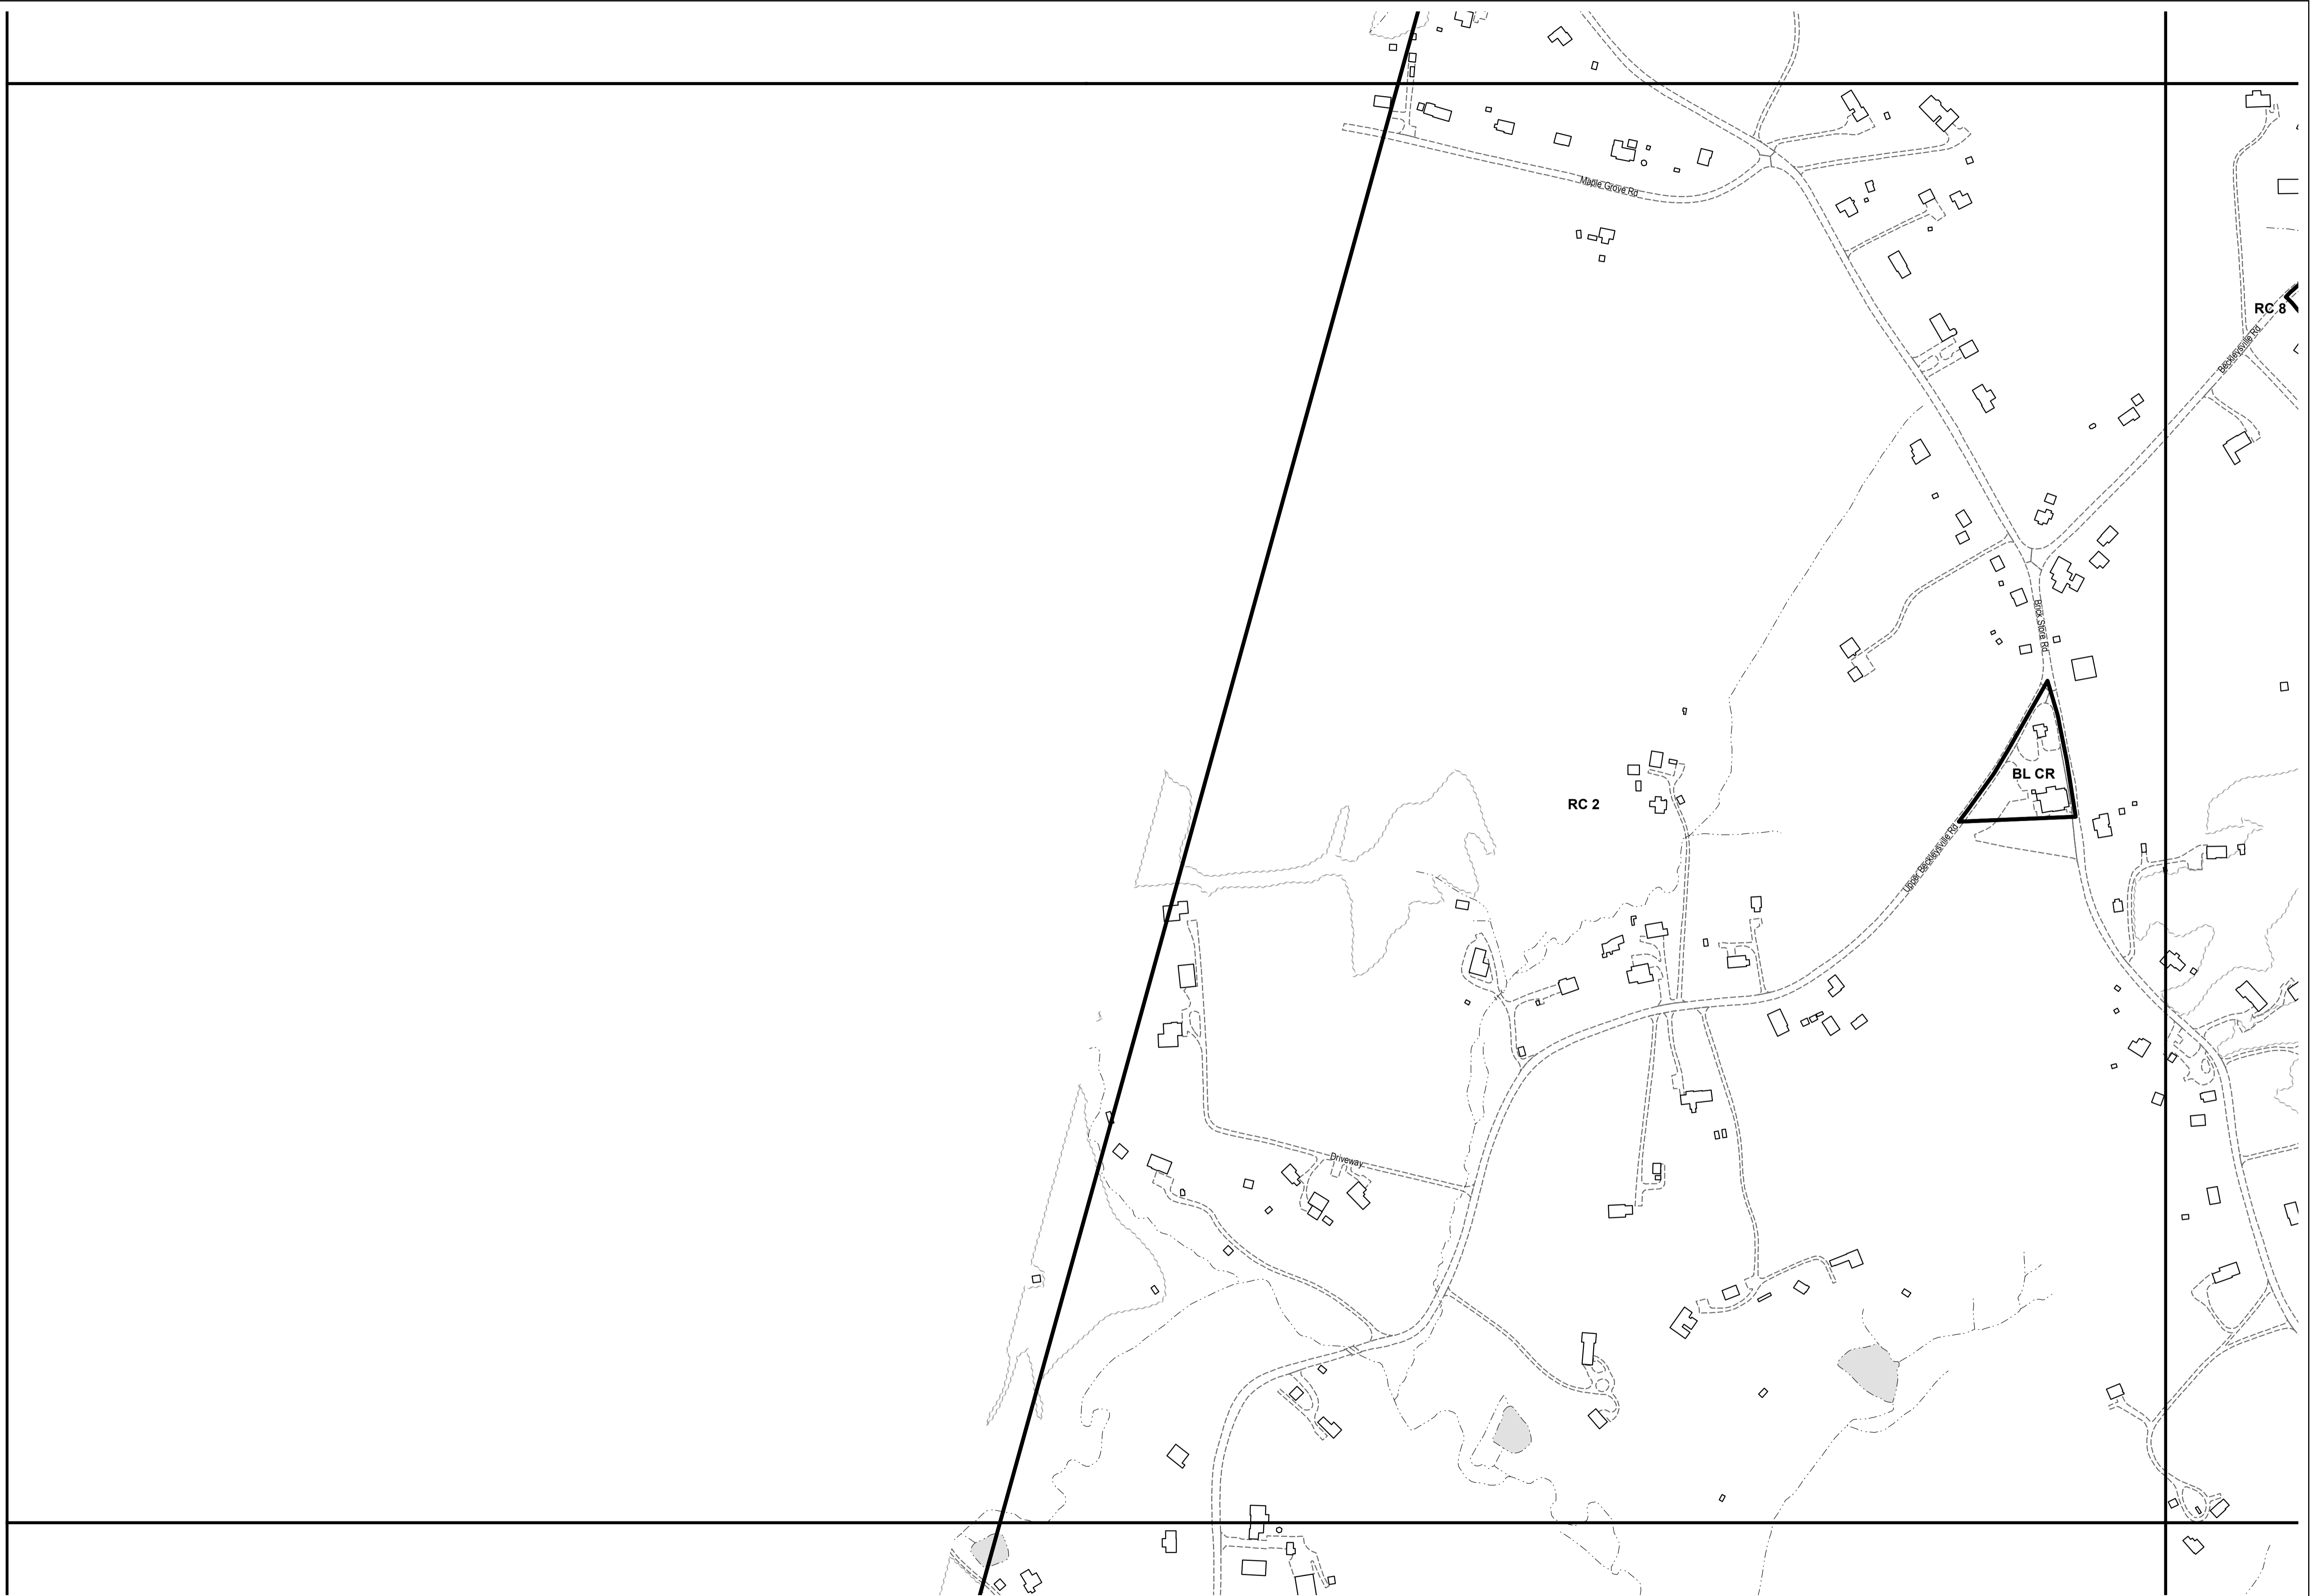 Maple Grove Rd
RC 8
Beckleysville Rd
Brick Store Rd
BL CR
RC 2
Upper Beckleysville Rd
Driveway